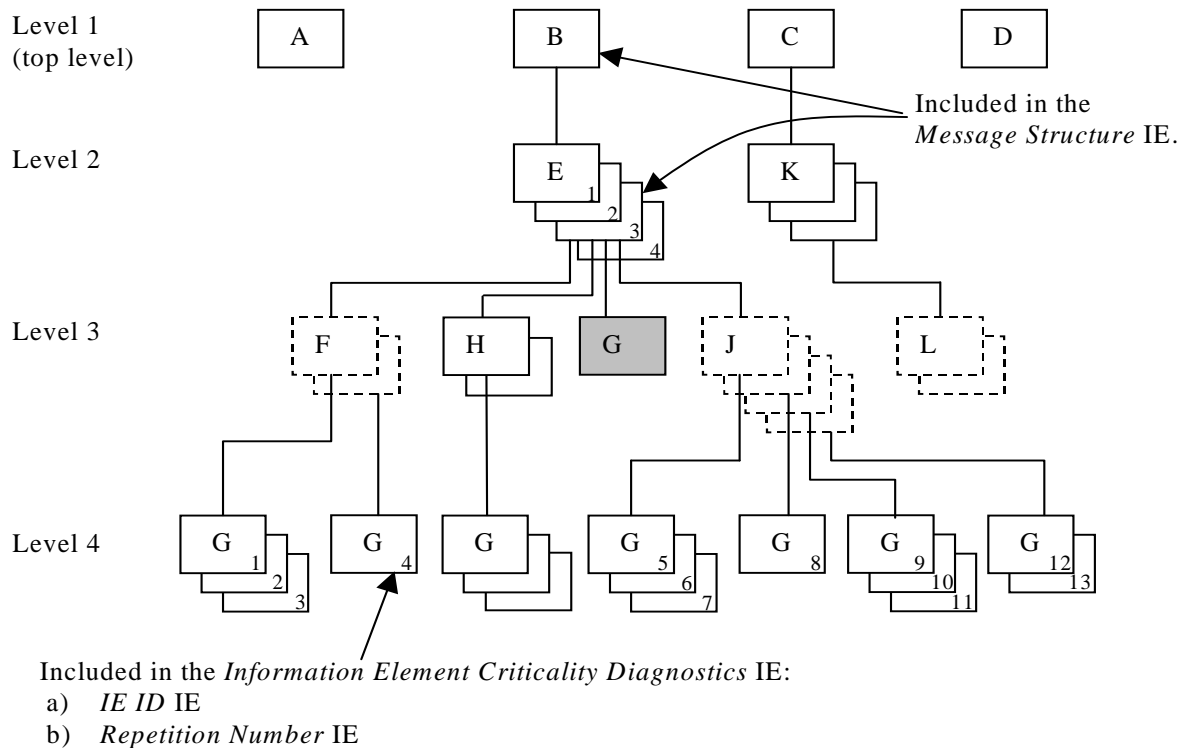 Level 1
(top level)
A
B
C
D
Included in the
Message Structure IE.
Level 2
E
1
2
3
4
K
Level 3
F
H
G
J
L
Level 4
G
1
2
3
G
4
G
G
5
6
7
G
8
G
9
10
11
G
12
13
Included in the Information Element Criticality Diagnostics IE:
a) IE ID IE
b) Repetition Number IE